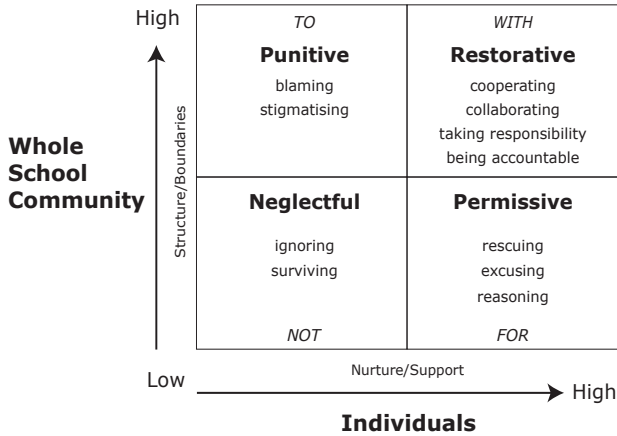 High
TO
WITH
Punitive
Restorative
blaming
cooperating
stigmatising
collaborating
taking responsibility
being accountable
Whole
School
Community
Structure/Boundaries
Neglectful
Permissive
ignoring
rescuing
surviving
excusing
reasoning
NOT
FOR
Low
Nurture/Support
High
Individuals